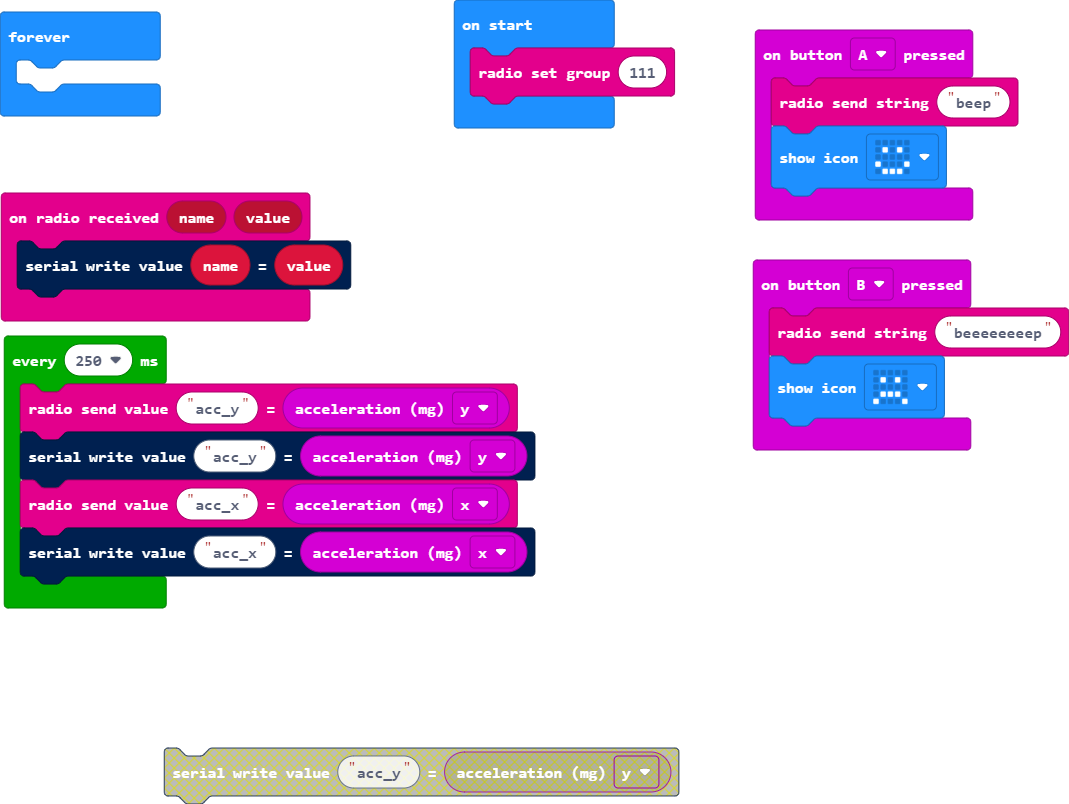 forever
on start
radio set group 111
on button A pressed
radio send string "beep"
show icon
on radio received name value
serial write value name = value
on button B pressed
radio send string "beeeeeeeep"
show icon
every 250 ms
radio send value "acc_y" = acceleration (mg) y
serial write value "acc_y" = acceleration (mg) y
radio send value "acc_x" = acceleration (mg) x
serial write value "acc_x" = acceleration (mg) x
serial write value "acc_y" = acceleration (mg) y